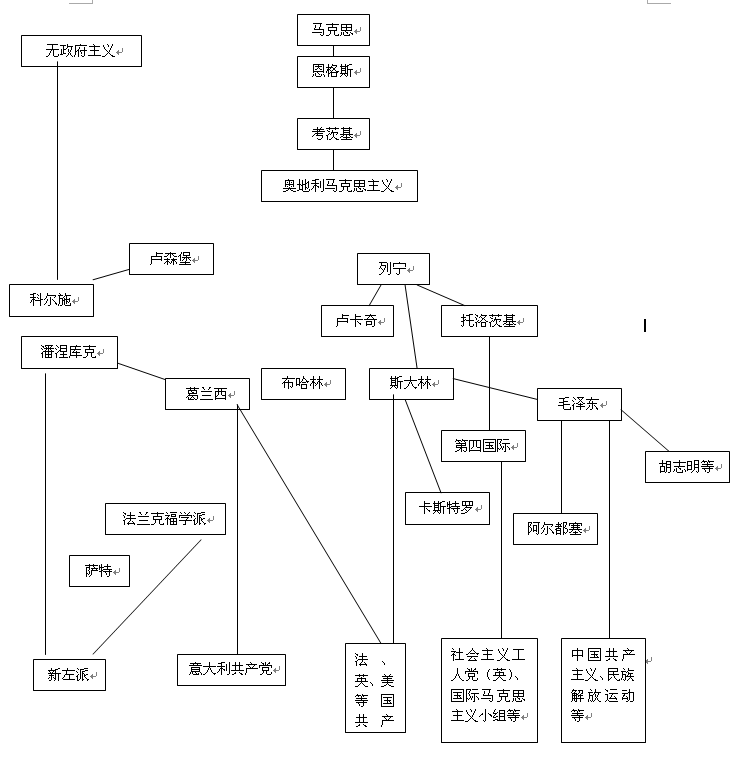 马克思
无政府主义
恩格斯
考茨基
奥地利马克思主义
卢森堡
列宁
科尔施
卢卡奇
托洛茨基
潘涅库克
葛兰西
布哈林
斯大林
毛泽东
第四国际
胡志明等
卡斯特罗
法兰克福学派
阿尔都塞
萨特
新左派
意大利共产党
法、
英、美
等国
共产
社会主义工
人党（英）、
国际马克思
主义小组等
中国共产
主义、民族
解放运动
等